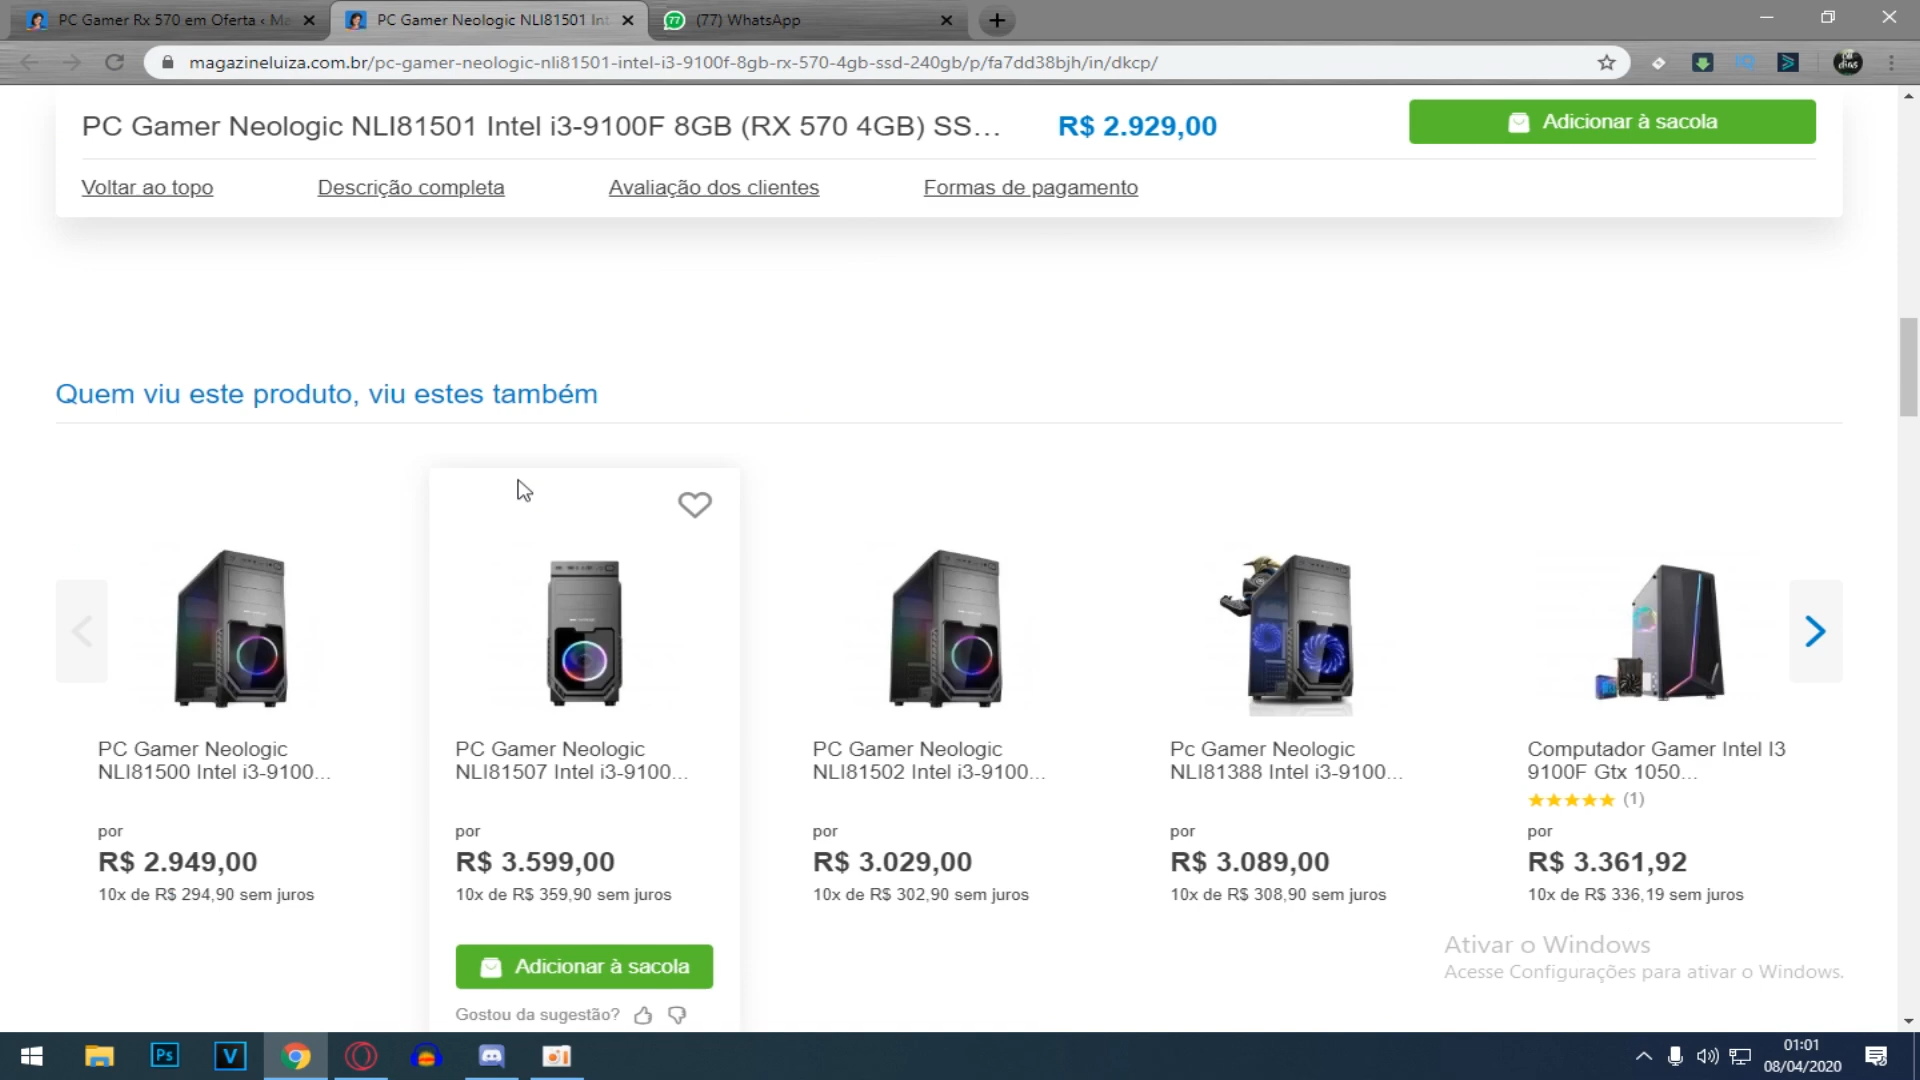 PC Gamer Rx 570 em Oferta ‹ Ma
PC Gamer Neologic NLI81501 Int
77
(77) WhatsApp
magazineluiza.com.br/pc-gamer-neologic-nli81501-intel-i3-9100f-8gb-rx-570-4gb-ssd-240gb/p/fa7dd38bjh/in/dkcp/
PC Gamer Neologic NLI81501 Intel i3-9100F 8GB (RX 570 4GB) SS...
R$ 2.929,00
Adicionar à sacola
Voltar ao topo
Descrição completa
Avaliação dos clientes
Formas de pagamento
Quem viu este produto, viu estes também
PC Gamer Neologic
NLI81500 Intel i3-9100...
por
R$ 2.949,00
10x de R$ 294,90 sem juros
PC Gamer Neologic
NLI81507 Intel i3-9100...
por
R$ 3.599,00
10x de R$ 359,90 sem juros
Adicionar à sacola
Gostou da sugestão?
PC Gamer Neologic
NLI81502 Intel i3-9100...
por
R$ 3.029,00
10x de R$ 302,90 sem juros
Pc Gamer Neologic
NLI81388 Intel i3-9100...
por
R$ 3.089,00
10x de R$ 308,90 sem juros
Computador Gamer Intel I3
9100F Gtx 1050...
(1)
por
R$ 3.361,92
10x de R$ 336,19 sem juros
Ativar o Windows
Acesse Configurações para ativar o Windows.
Ps
V
01:01
08/04/2020